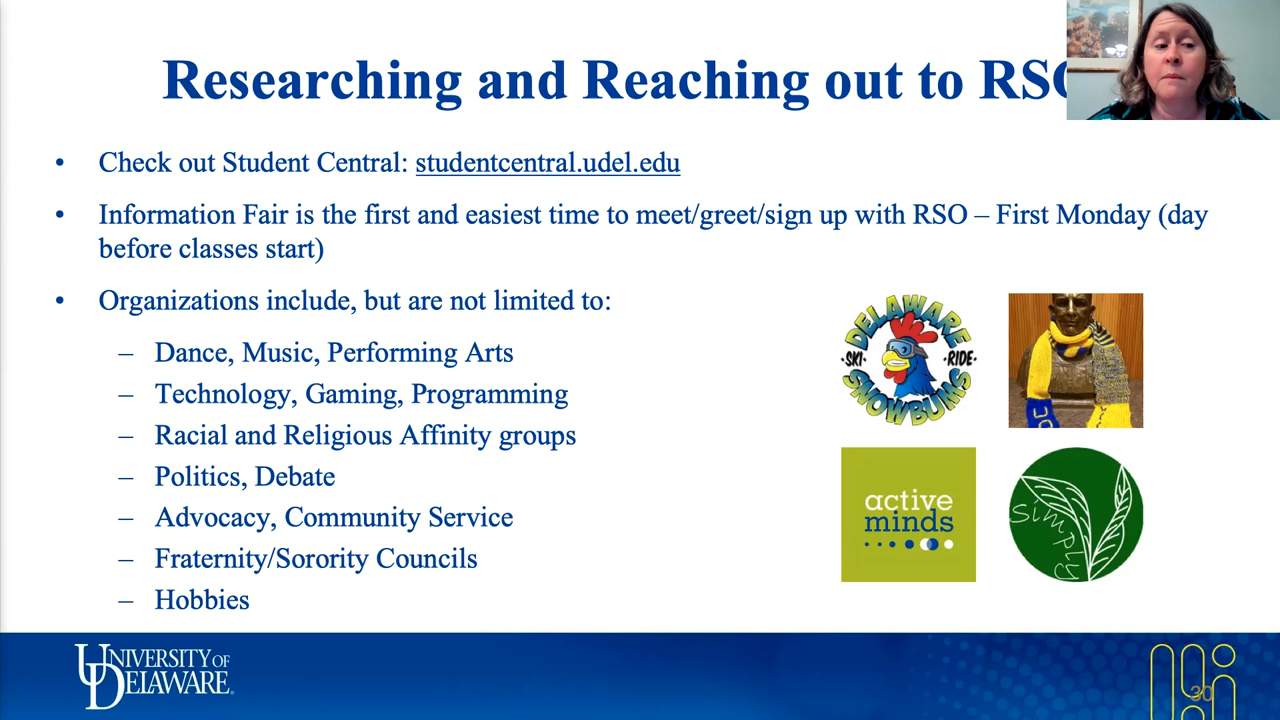 Researching and Reaching out to RSO
• Check out Student Central: studentcentral.udel.edu
• Information Fair is the first and easiest time to meet/greet/sign up with RSO – First Monday (day
before classes start)
• Organizations include, but are not limited to:
– Dance, Music, Performing Arts
– Technology, Gaming, Programming
– Racial and Religious Affinity groups
– Politics, Debate
– Advocacy, Community Service
– Fraternity/Sorority Councils
– Hobbies
DELAWARE
·SKI· ·RIDE·
SNOWBUMS
active
minds
Simply
UNIVERSITY OF
DELAWARE
30